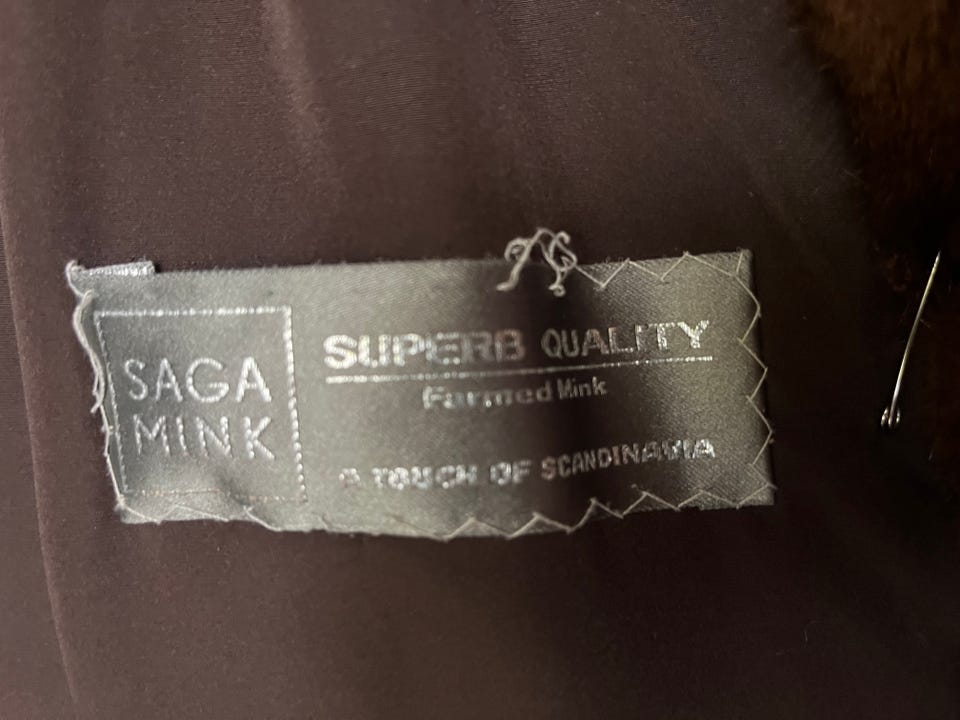 SAGA
MINK
SUPERB QUALITY
Farmed Mink
A TOUCH OF SCANDINAVIA